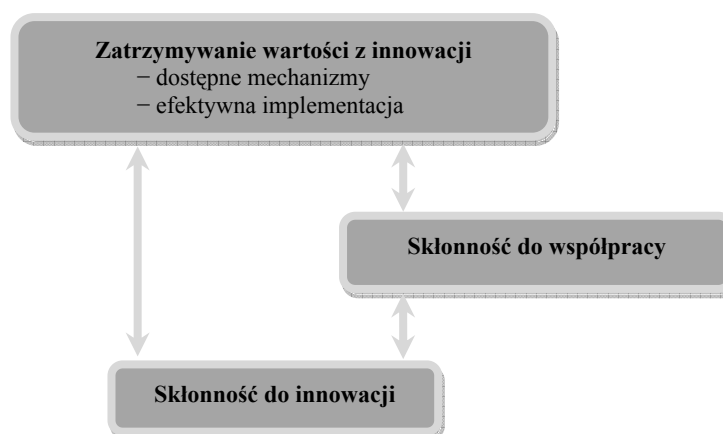 Zatrzymywanie wartości z innowacji
− dostępne mechanizmy
− efektywna implementacja
Skłonność do współpracy
Skłonność do innowacji